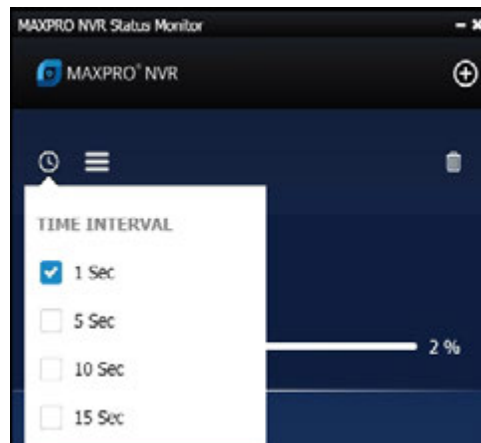 MAXPRO NVR Status Monitor
MAXPRO® NVR
TIME INTERVAL
1 Sec
5 Sec
2 %
10 Sec
15 Sec